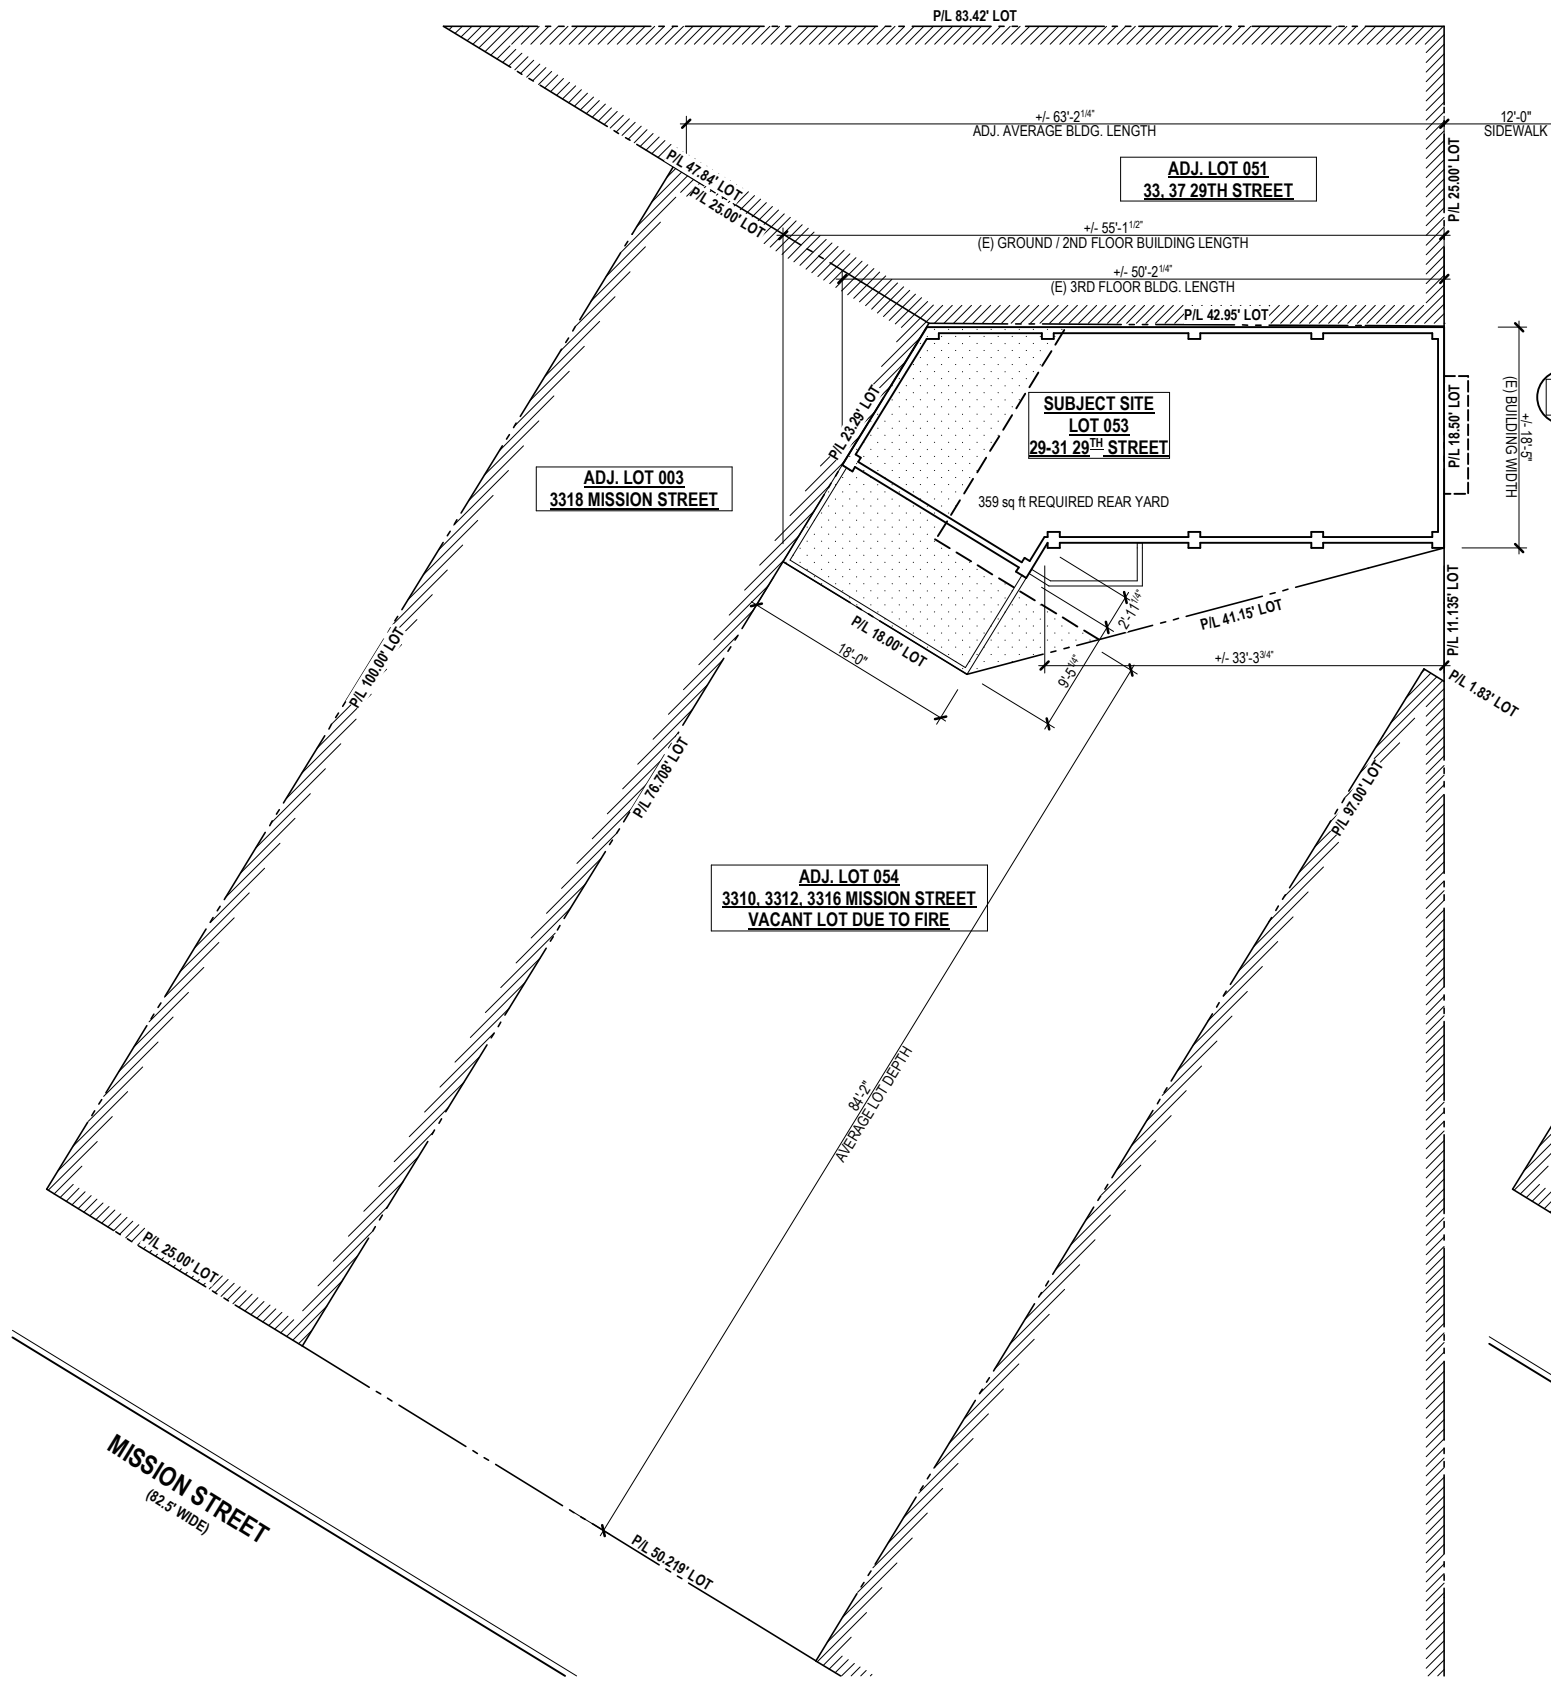 P/L 83.42' LOT
+/- 63'-2 1/4"
ADJ. AVERAGE BLDG. LENGTH
12'-0"
SIDEWALK
P/L 47.84' LOT
P/L 25.00' LOT
ADJ. LOT 051
33, 37 29TH STREET
P/L 25.00' LOT
+/- 55'-1 1/2"
(E) GROUND / 2ND FLOOR BUILDING LENGTH
+/- 50'-2 1/4"
(E) 3RD FLOOR BLDG. LENGTH
P/L 42.95' LOT
P/L 23.29' LOT
SUBJECT SITE
LOT 053
29-31 29TH STREET
P/L 18.50' LOT
+/- 18'-5"
(E) BUILDING WIDTH
ADJ. LOT 003
3318 MISSION STREET
359 sq ft REQUIRED REAR YARD
P/L 18.00' LOT
18'-0"
2'-11 1/4"
9'-5 1/4"
P/L 41.15' LOT
P/L 11.135' LOT
+/- 33'-3 3/4"
P/L 1.83' LOT
P/L 100.00' LOT
P/L 76.708' LOT
P/L 97.00' LOT
ADJ. LOT 054
3310, 3312, 3316 MISSION STREET
VACANT LOT DUE TO FIRE
84'-2"
AVERAGE LOT DEPTH
P/L 25.00' LOT
MISSION STREET
(82.5' WIDE)
P/L 50.219' LOT